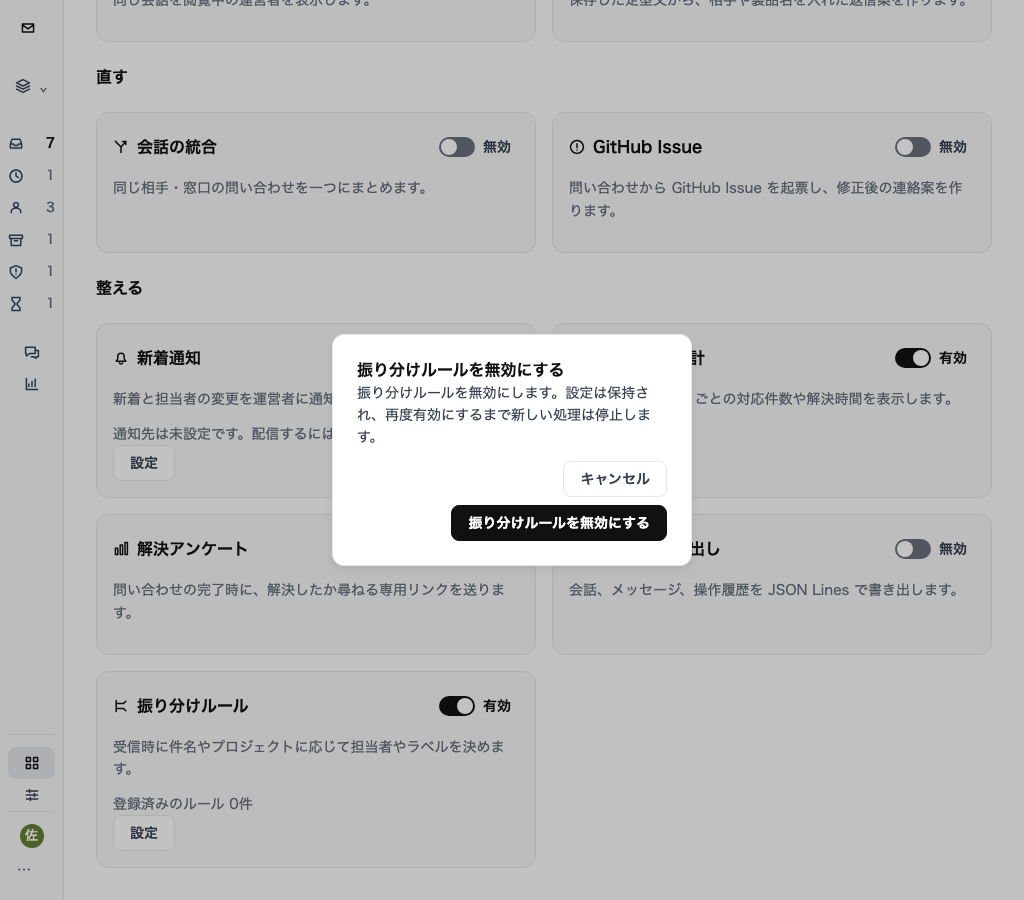 同じ会話を閲覧中の運営者を表示します。
保存した定型文から、相手や製品名を入れた返信案を作ります。
直す
会話の統合
無効
同じ相手・窓口の問い合わせを一つにまとめます。
GitHub Issue
無効
問い合わせから GitHub Issue を起票し、修正後の連絡案を作
ります。
整える
新着通知
新着と担当者の変更を運営者に通知
通知先は未設定です。配信するには
設定
計
有効
ごとの対応件数や解決時間を表示します。
振り分けルールを無効にする
振り分けルールを無効にします。設定は保持さ
れ、再度有効にするまで新しい処理は停止しま
す。
キャンセル
振り分けルールを無効にする
解決アンケート
問い合わせの完了時に、解決したか尋ねる専用リンクを送りま
す。
出し
無効
会話、メッセージ、操作履歴を JSON Lines で書き出します。
振り分けルール
有効
受信時に件名やプロジェクトに応じて担当者やラベルを決めま
す。
登録済みのルール 0件
設定
7
1
3
1
1
1
佐
…